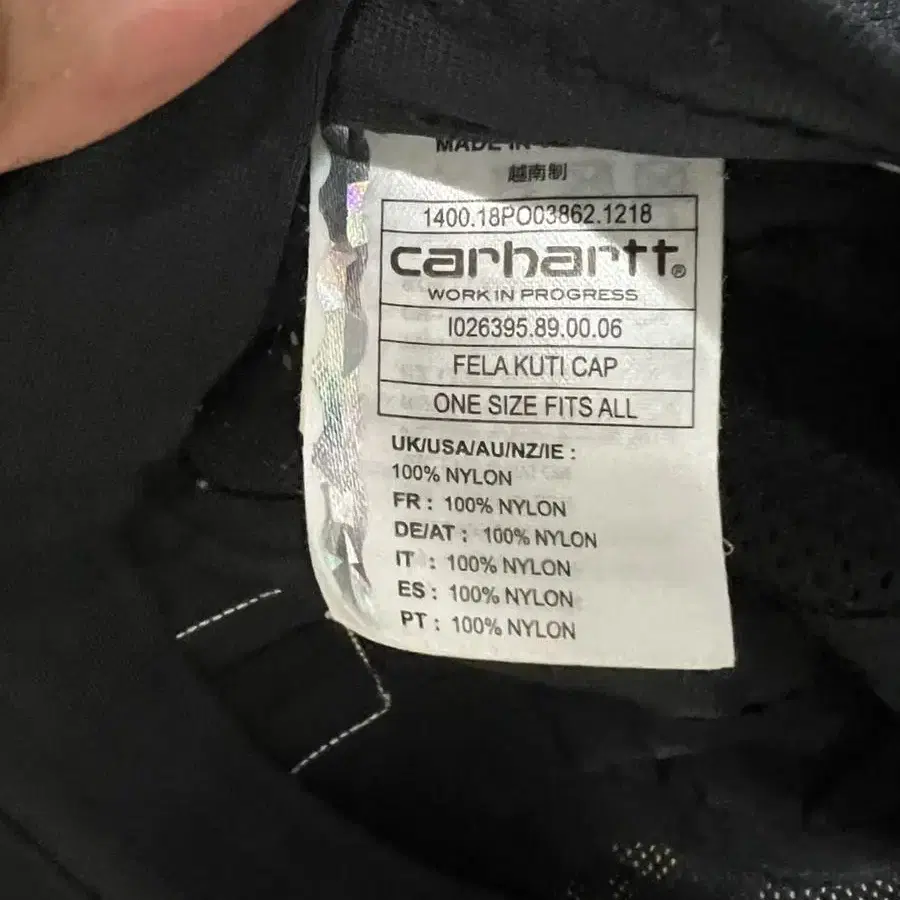 MADE IN
越南制
1400.18PO03862.1218
carhartt®
WORK IN PROGRESS
I026395.89.00.06
FELA KUTI CAP
ONE SIZE FITS ALL
UK/USA/AU/NZ/IE :
100% NYLON
FR : 100% NYLON
DE/AT : 100% NYLON
IT : 100% NYLON
ES : 100% NYLON
PT : 100% NYLON